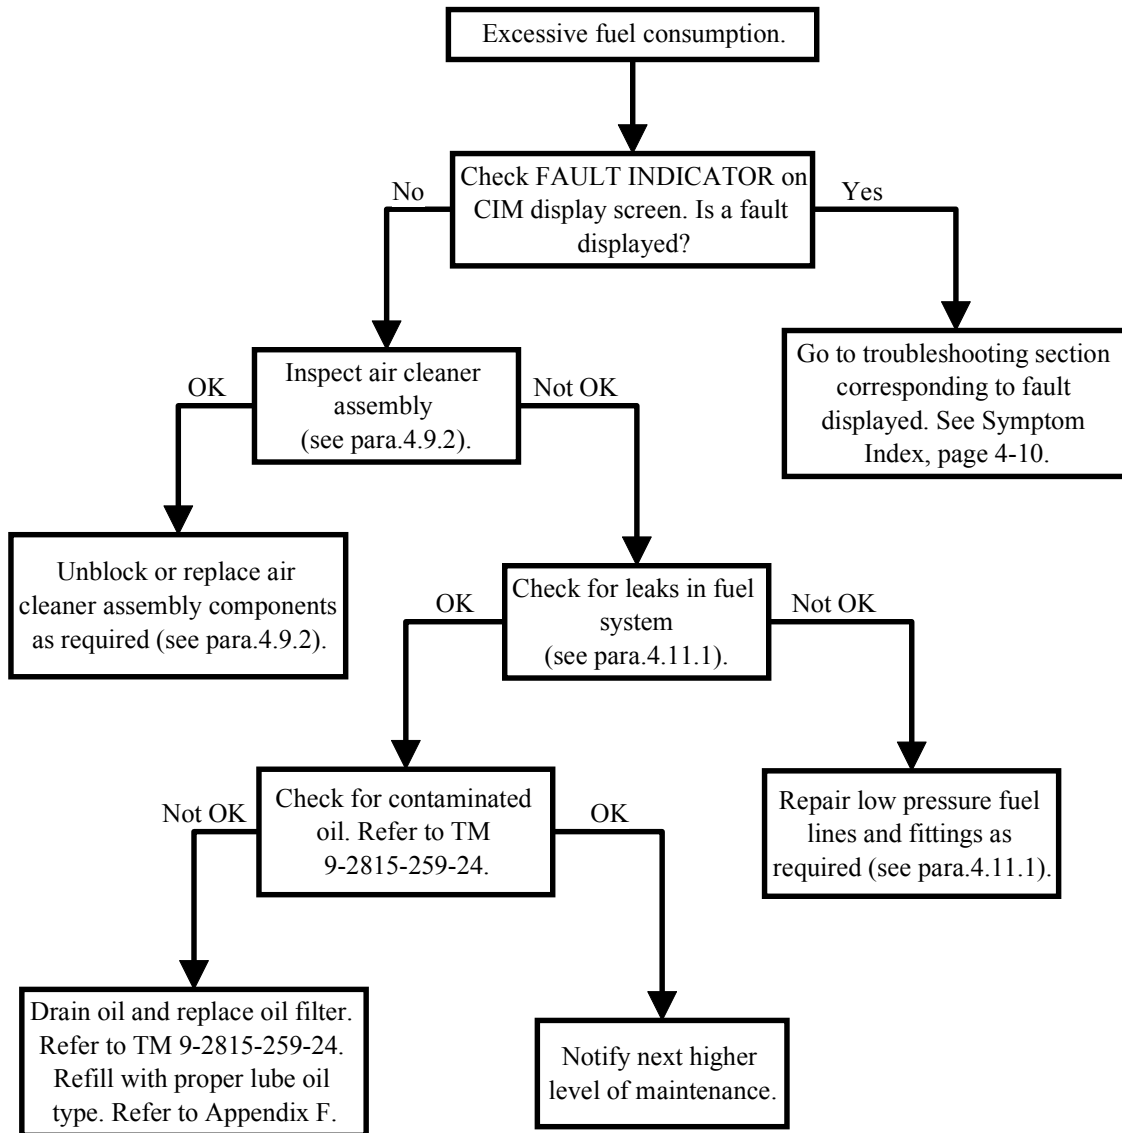 Excessive fuel consumption.
No
Check FAULT INDICATOR on
CIM display screen. Is a fault
displayed?
Yes
OK
Inspect air cleaner
assembly
(see para.4.9.2).
Not OK
Go to troubleshooting section
corresponding to fault
displayed. See Symptom
Index, page 4-10.
Unblock or replace air
cleaner assembly components
as required (see para.4.9.2).
OK
Check for leaks in fuel
system
(see para.4.11.1).
Not OK
Not OK
Check for contaminated
oil. Refer to TM
9-2815-259-24.
OK
Repair low pressure fuel
lines and fittings as
required (see para.4.11.1).
Drain oil and replace oil filter.
Refer to TM 9-2815-259-24.
Refill with proper lube oil
type. Refer to Appendix F.
Notify next higher
level of maintenance.